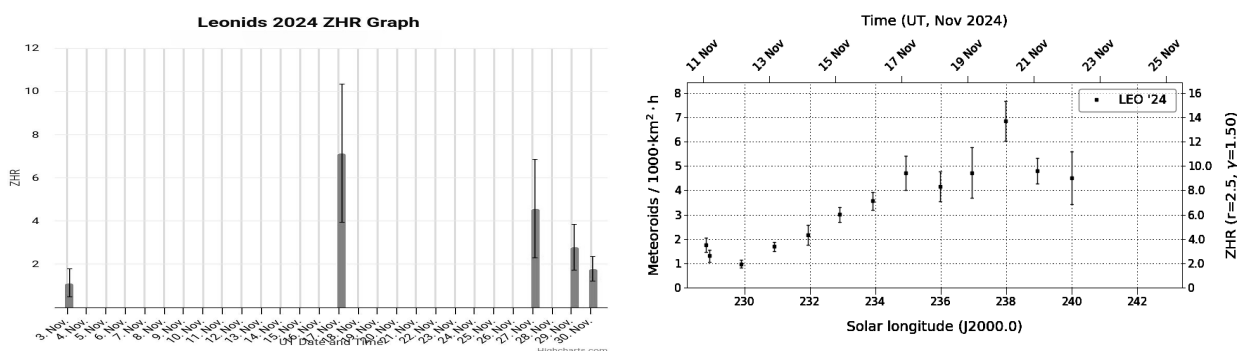 Leonids 2024 ZHR Graph
ZHR
12
10
8
6
4
2
3. Nov.
4. Nov.
5. Nov.
6. Nov.
7. Nov.
8. Nov.
9. Nov.
10. Nov.
11. Nov.
12. Nov.
13. Nov.
14. Nov.
15. Nov.
16. Nov.
17. Nov.
18. Nov.
19. Nov.
20. Nov.
21. Nov.
22. Nov.
23. Nov.
24. Nov.
25. Nov.
26. Nov.
27. Nov.
28. Nov.
29. Nov.
30. Nov.
UT Date and Time
Highcharts.com
Time (UT, Nov 2024)
11 Nov
13 Nov
15 Nov
17 Nov
19 Nov
21 Nov
23 Nov
25 Nov
LEO '24
Meteoroids / 1000·km²·h
8
7
6
5
4
3
2
1
0
16
14
12
10.0
8.0
6.0
4.0
2.0
0
ZHR (r=2.5, γ=1.50)
230
232
234
236
238
240
242
Solar longitude (J2000.0)